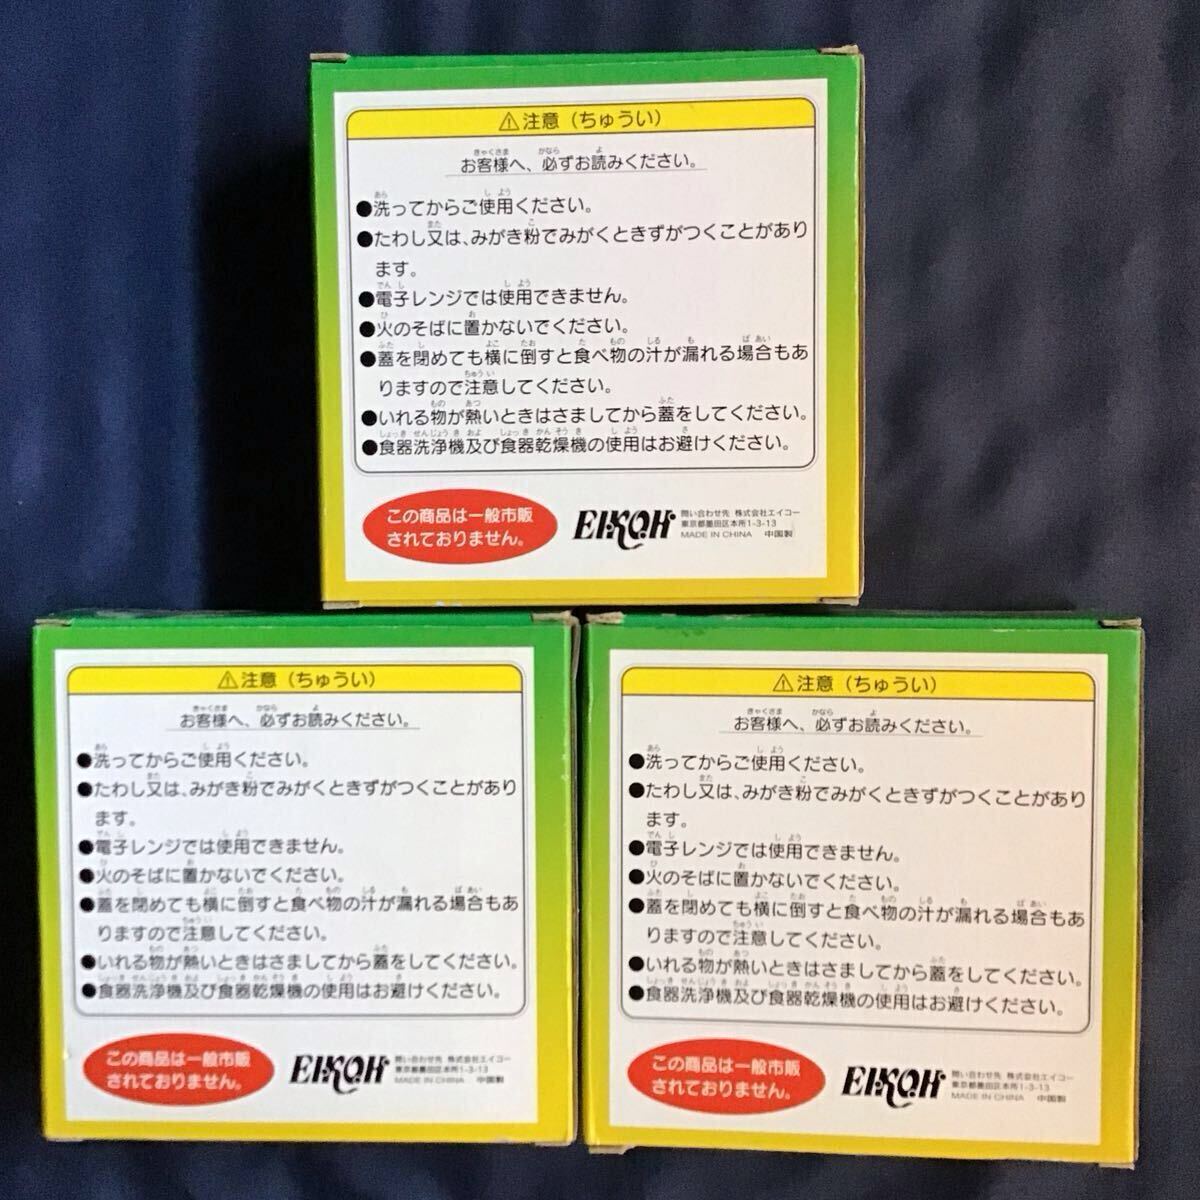 ⚠注意（ちゅうい）
お客様へ、必ずお読みください。
●洗ってからご使用ください。
●たわし又は、みがき粉でみがくときずがつくことがあり
ます。
●電子レンジでは使用できません。
●火のそばに置かないでください。
●蓋を閉めても横に倒すと食べ物の汁が漏れる場合もあ
りますので注意してください。
●いれる物が熱いときはさましてから蓋をしてください。
●食器洗浄機及び食器乾燥機の使用はお避けください。
この商品は一般市販
されておりません。
EIKOH
問い合わせ先 株式会社エイコー
東京都墨田区本所1-3-13
MADE IN CHINA 中国製
⚠注意（ちゅうい）
お客様へ、必ずお読みください。
●洗ってからご使用ください。
●たわし又は、みがき粉でみがくときずがつくことがあり
ます。
●電子レンジでは使用できません。
●火のそばに置かないでください。
●蓋を閉めても横に倒すと食べ物の汁が漏れる場合もあ
りますので注意してください。
●いれる物が熱いときはさましてから蓋をしてください。
●食器洗浄機及び食器乾燥機の使用はお避けください。
この商品は一般市販
されておりません。
EIKOH
問い合わせ先 株式会社エイコー
東京都墨田区本所1-3-13
MADE IN CHINA 中国製
⚠注意（ちゅうい）
お客様へ、必ずお読みください。
●洗ってからご使用ください。
●たわし又は、みがき粉でみがくときずがつくことがあり
ます。
●電子レンジでは使用できません。
●火のそばに置かないでください。
●蓋を閉めても横に倒すと食べ物の汁が漏れる場合もあ
りますので注意してください。
●いれる物が熱いときはさましてから蓋をしてください。
●食器洗浄機及び食器乾燥機の使用はお避けください。
この商品は一般市販
されておりません。
EIKOH
問い合わせ先 株式会社エイコー
東京都墨田区本所1-3-13
MADE IN CHINA 中国製